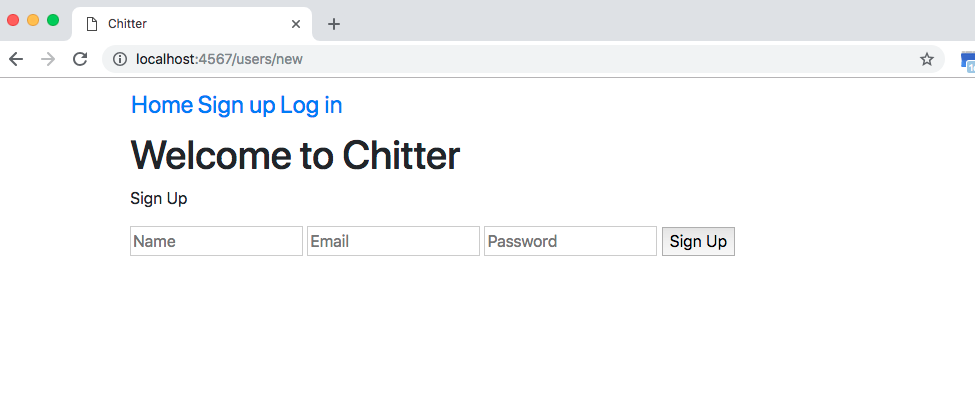 Chitter
localhost:4567/users/new
Home Sign up Log in
Welcome to Chitter
Sign Up
Name Email Password Sign Up